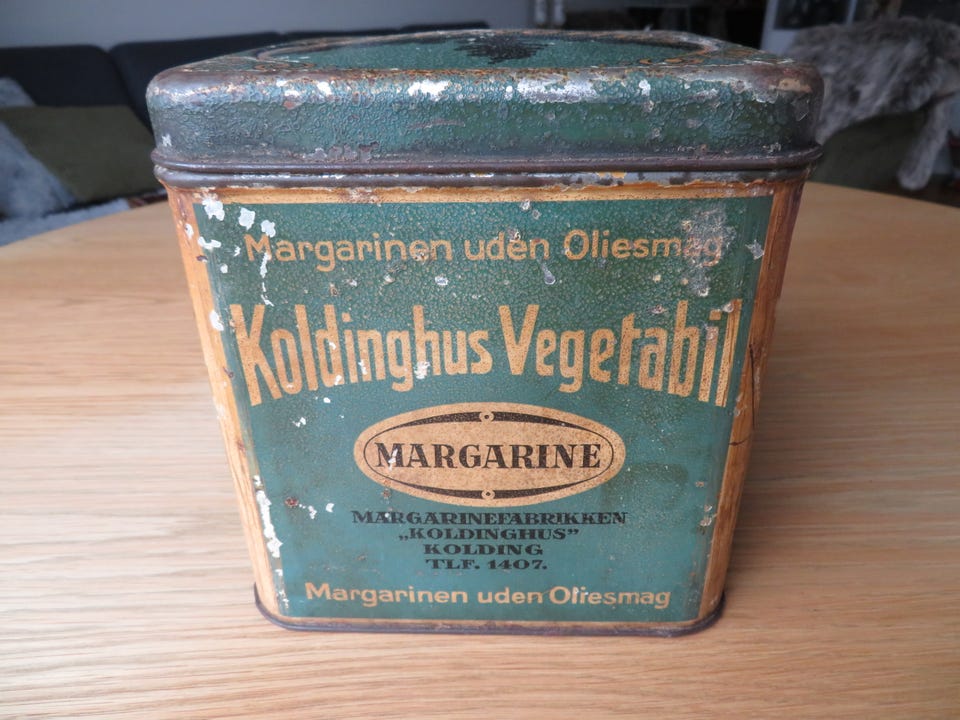 Margarinen uden Oliesmag
Koldinghus Vegetabil
MARGARINE
MARGARINEFABRIKKEN
„KOLDINGHUS”
KOLDING
TLF. 1407.
Margarinen uden Oliesmag